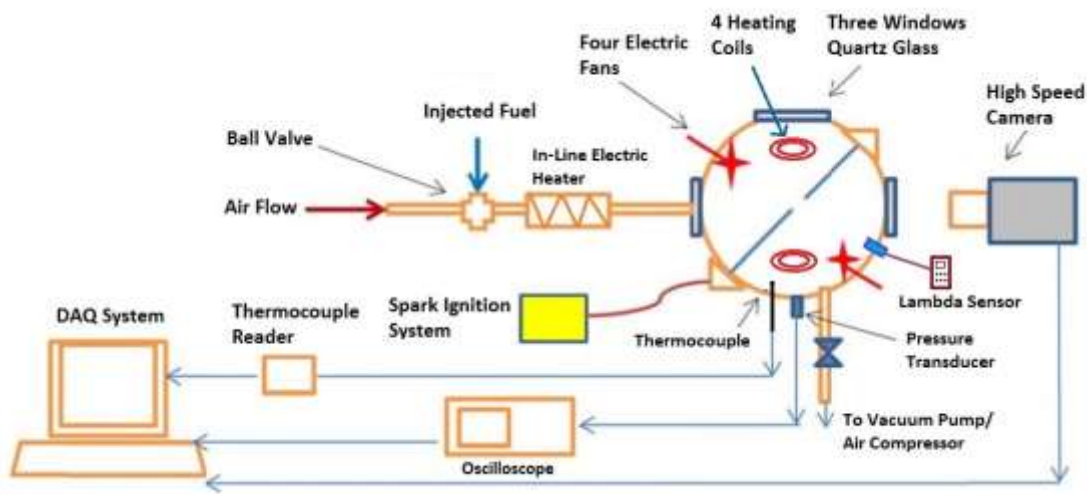 4 Heating
Coils
Three Windows
Quartz Glass
Four Electric
Fans
High Speed
Camera
Injected Fuel
Ball Valve
In-Line Electric
Heater
Air Flow
Lambda Sensor
Spark Ignition
System
DAQ System
Thermocouple
Reader
Thermocouple
Pressure
Transducer
To Vacuum Pump/
Air Compressor
Oscilloscope